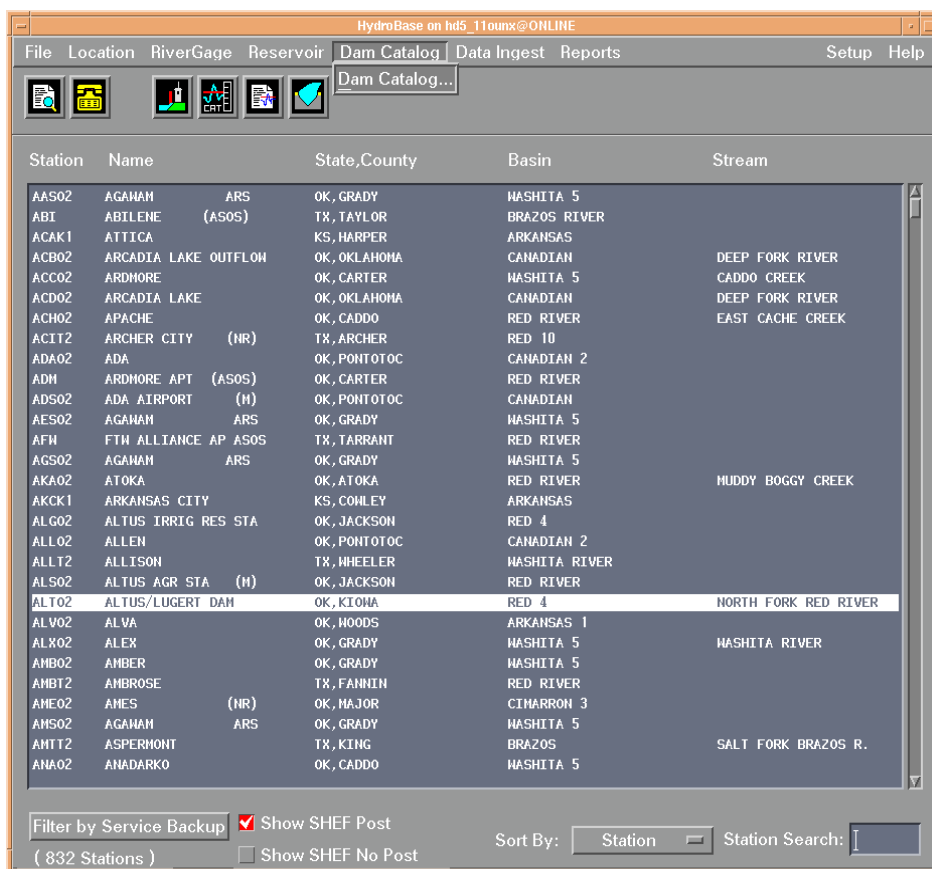 HydroBase on hd5_11ounx@ONLINE
File Location RiverGage Reservoir Dam Catalog Data Ingest Reports Setup Help
Dam Catalog...
CAT
Station Name State,County Basin Stream
AASO2 AGAWAM ARS OK,GRADY WASHITA 5
ABI ABILENE (ASOS) TX,TAYLOR BRAZOS RIVER
ACAK1 ATTICA KS,HARPER ARKANSAS
ACBO2 ARCADIA LAKE OUTFLOW OK,OKLAHOMA CANADIAN DEEP FORK RIVER
ACCO2 ARDMORE OK,CARTER WASHITA 5 CADDO CREEK
ACDO2 ARCADIA LAKE OK,OKLAHOMA CANADIAN DEEP FORK RIVER
ACHO2 APACHE OK,CADDO RED RIVER EAST CACHE CREEK
ACIT2 ARCHER CITY (NR) TX,ARCHER RED 10
ADAO2 ADA OK,PONTOTOC CANADIAN 2
ADM ARDMORE APT (ASOS) OK,CARTER RED RIVER
ADSO2 ADA AIRPORT (M) OK,PONTOTOC CANADIAN
AESO2 AGAWAM ARS OK,GRADY WASHITA 5
AFW FTW ALLIANCE AP ASOS TX,TARRANT RED RIVER
AGSO2 AGAWAM ARS OK,GRADY WASHITA 5
AKAO2 ATOKA OK,ATOKA RED RIVER MUDDY BOGGY CREEK
AKCK1 ARKANSAS CITY KS,COWLEY ARKANSAS
ALGO2 ALTUS IRRIG RES STA OK,JACKSON RED 4
ALLO2 ALLEN OK,PONTOTOC CANADIAN 2
ALLT2 ALLISON TX,WHEELER WASHITA RIVER
ALSO2 ALTUS AGR STA (M) OK,JACKSON RED RIVER
ALTO2 ALTUS/LUGERT DAM OK,KIOWA RED 4 NORTH FORK RED RIVER
ALVO2 ALVA OK,WOODS ARKANSAS 1
ALXO2 ALEX OK,GRADY WASHITA 5 WASHITA RIVER
AMBO2 AMBER OK,GRADY WASHITA 5
AMBT2 AMBROSE TX,FANNIN RED RIVER
AMEO2 AMES (NR) OK,MAJOR CIMARRON 3
AMSO2 AGAWAM ARS OK,GRADY WASHITA 5
AMTT2 ASPERMONT TX,KING BRAZOS SALT FORK BRAZOS R.
ANAO2 ANADARKO OK,CADDO WASHITA 5
Filter by Service Backup Show SHEF Post
Sort By: Station Station Search:
( 832 Stations ) Show SHEF No Post